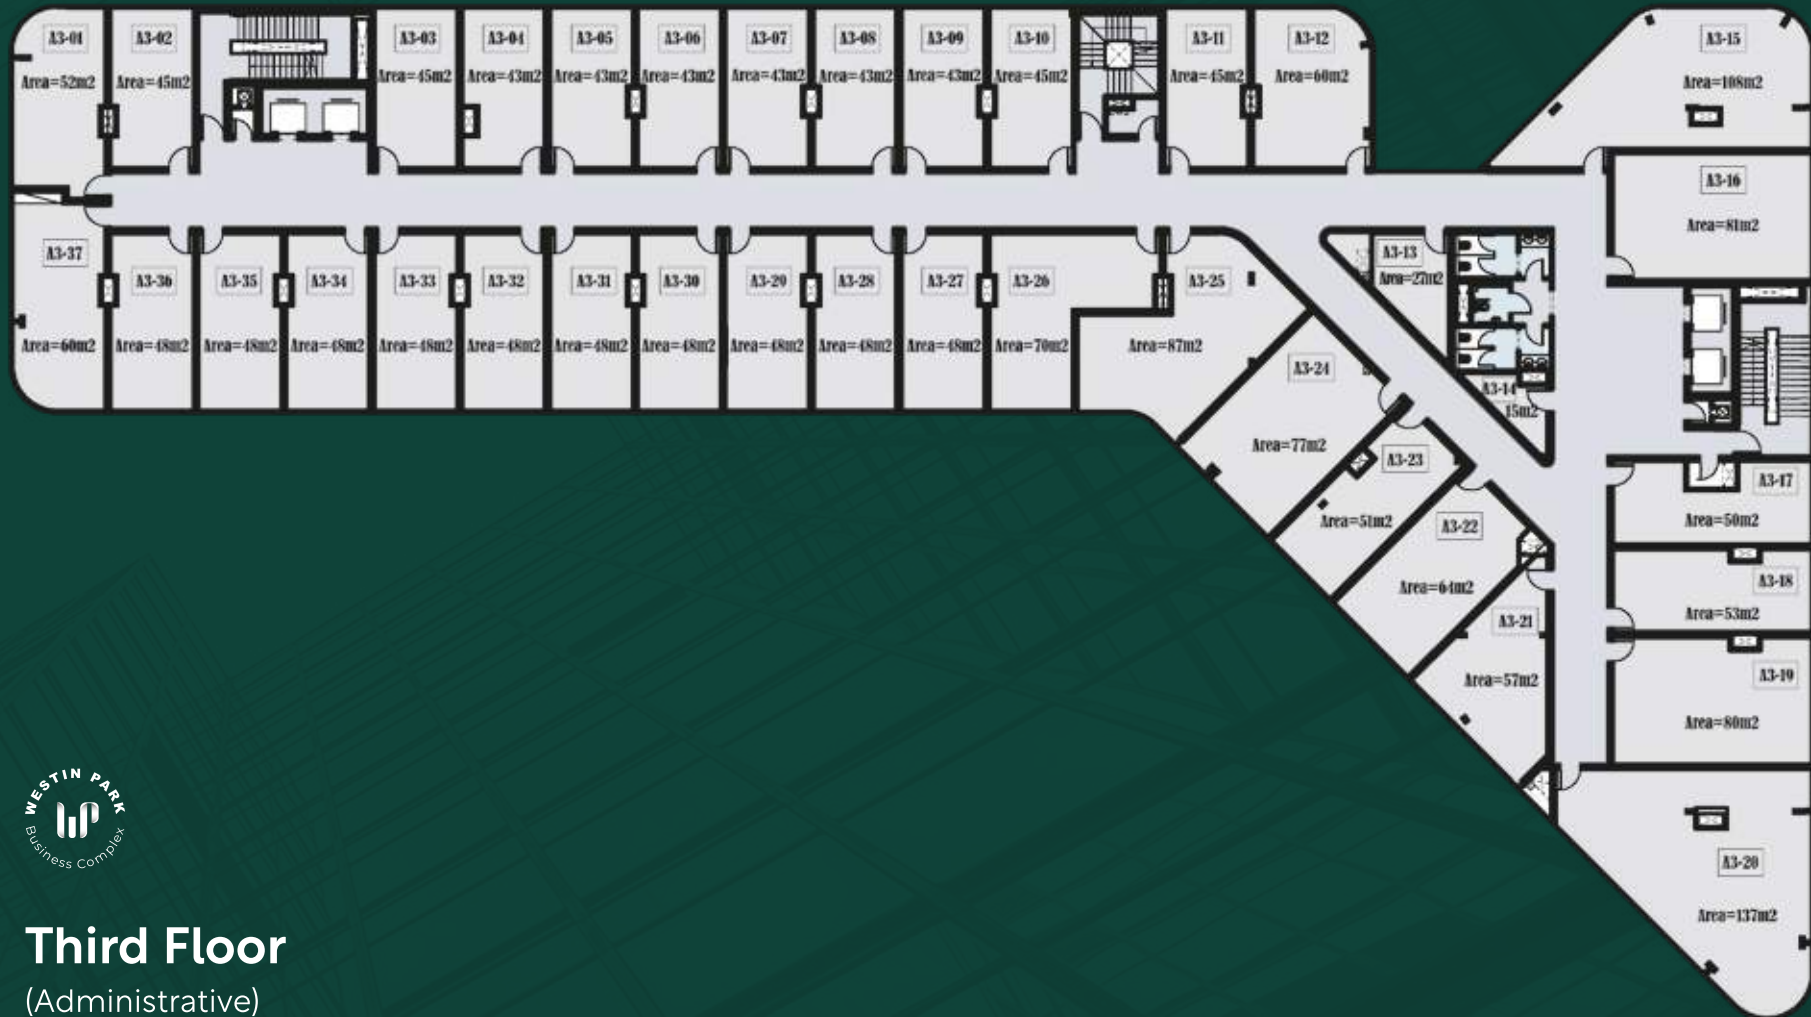 A3-01
Area=52m2
A3-02
Area=45m2
A3-03
Area=45m2
A3-04
Area=43m2
A3-05
Area=43m2
A3-06
Area=43m2
A3-07
Area=43m2
A3-08
Area=43m2
A3-09
Area=43m2
A3-10
Area=45m2
A3-11
Area=45m2
A3-12
Area=60m2
A3-15
Area=108m2
A3-16
Area=81m2
A3-37
Area=60m2
A3-36
Area=48m2
A3-35
Area=48m2
A3-34
Area=48m2
A3-33
Area=48m2
A3-32
Area=48m2
A3-31
Area=48m2
A3-30
Area=48m2
A3-29
Area=48m2
A3-28
Area=48m2
A3-27
Area=48m2
A3-26
Area=70m2
A3-25
Area=87m2
A3-13
Area=27m2
A3-14
15m2
A3-24
Area=77m2
A3-23
Area=51m2
A3-22
Area=64m2
A3-21
Area=57m2
A3-17
Area=50m2
A3-18
Area=53m2
A3-19
Area=80m2
A3-20
Area=137m2
WESTIN PARK
WP
Business Complex
Third Floor
(Administrative)